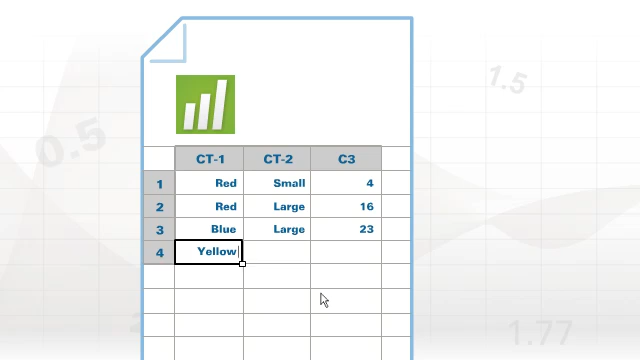 1.5
0.5
CT-1 CT-2 C3
1 Red Small 4
2 Red Large 16
3 Blue Large 23
4 Yellow
1.77